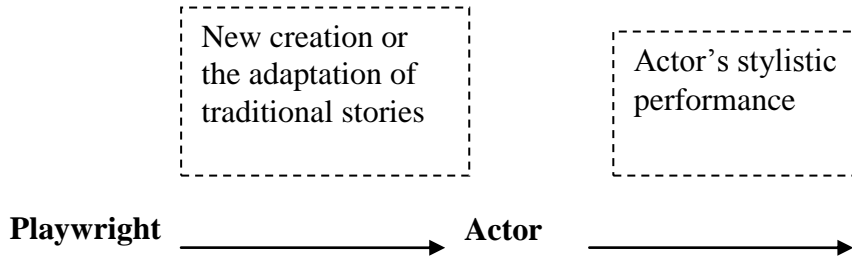 New creation or
the adaptation of
traditional stories
Actor’s stylistic
performance
Playwright
Actor